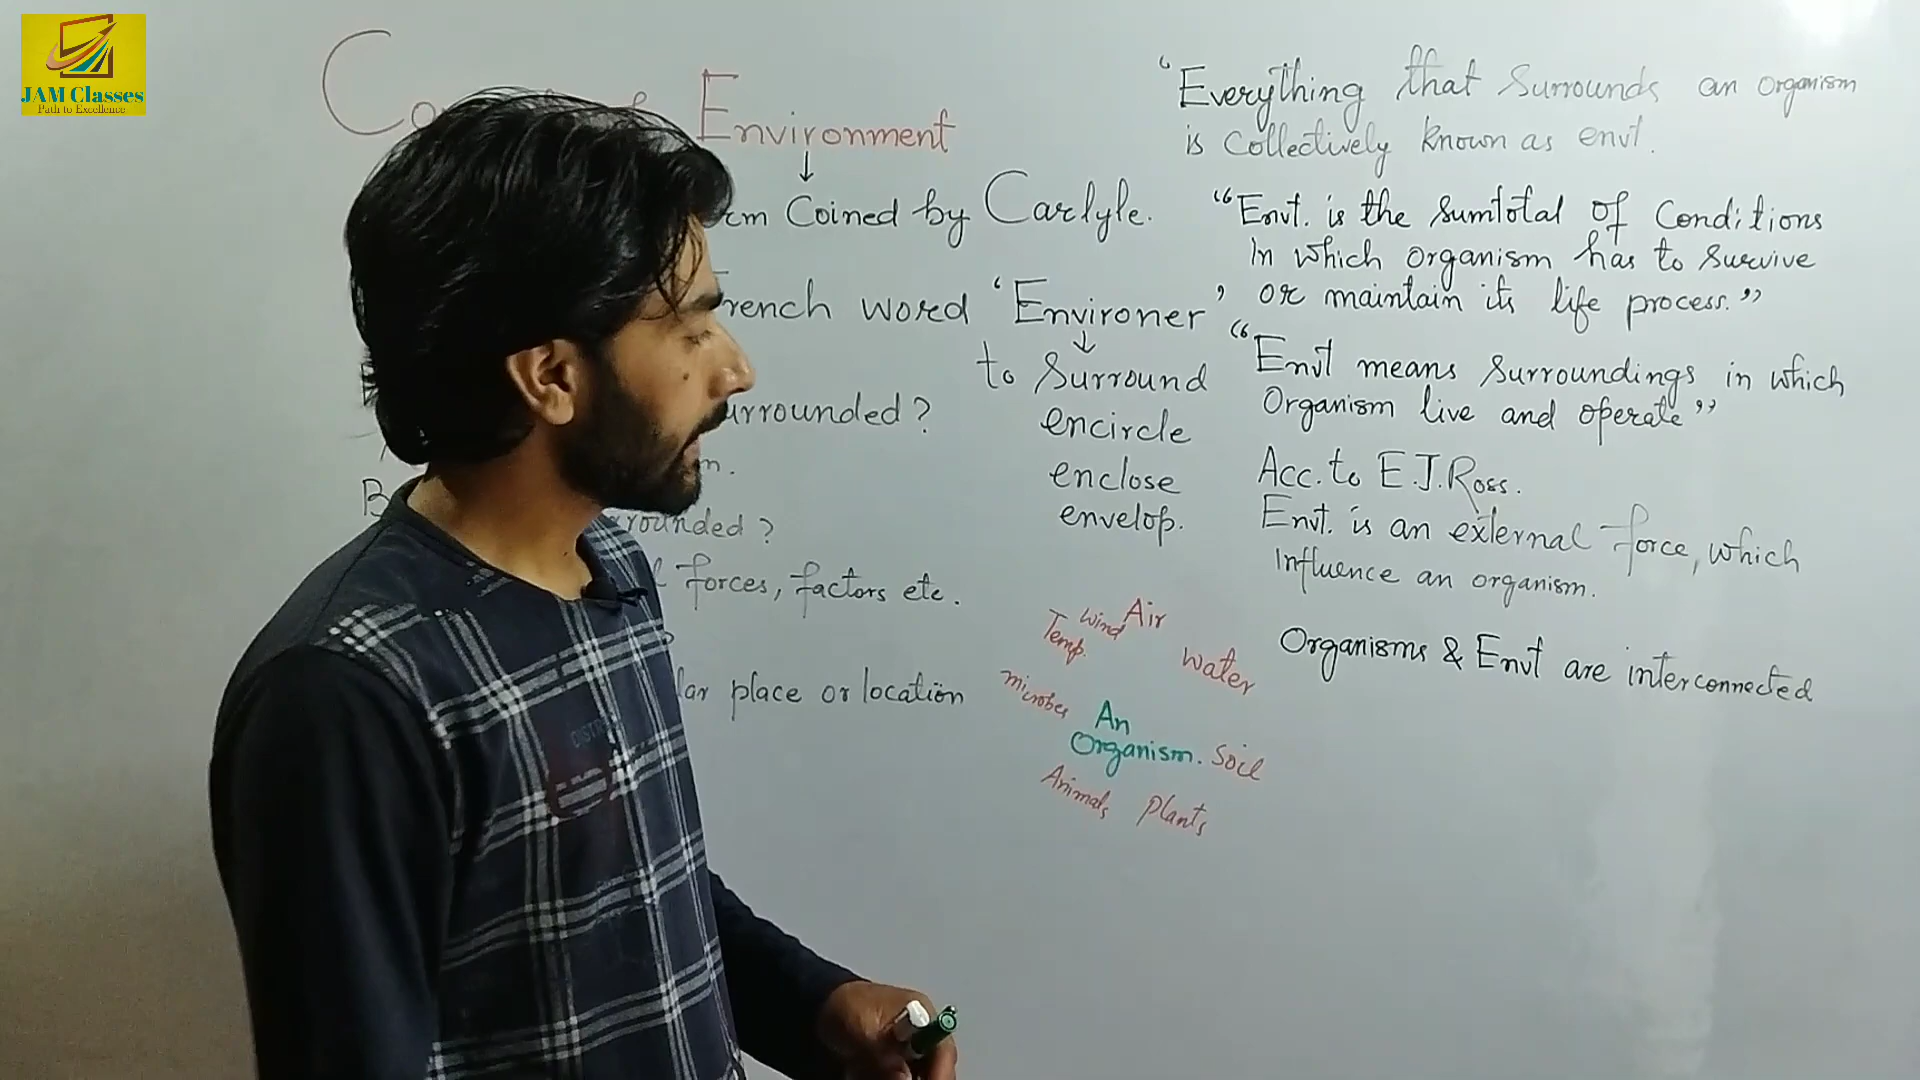 JAM Classes
Path to Excellence
Environment
Coined by Carlyle.
French word 'Environer'
to Surround
encircle
enclose
envelop.
surrounded?
surrounded?
forces, factors etc.
place or location
"Everything that surrounds an organism
is collectively known as envt.
"Envt. is the sumtotal of conditions
in which organism has to survive
or maintain its life process."
"Envt means surroundings in which
Organism live and operate"
Acc. to E.J. Ross.
Envt. is an external force, which
influence an organism.
Organisms & Envt are interconnected
Air
wind
Temp.
water
microbes
An
Organism.
Soil
Animals
plants